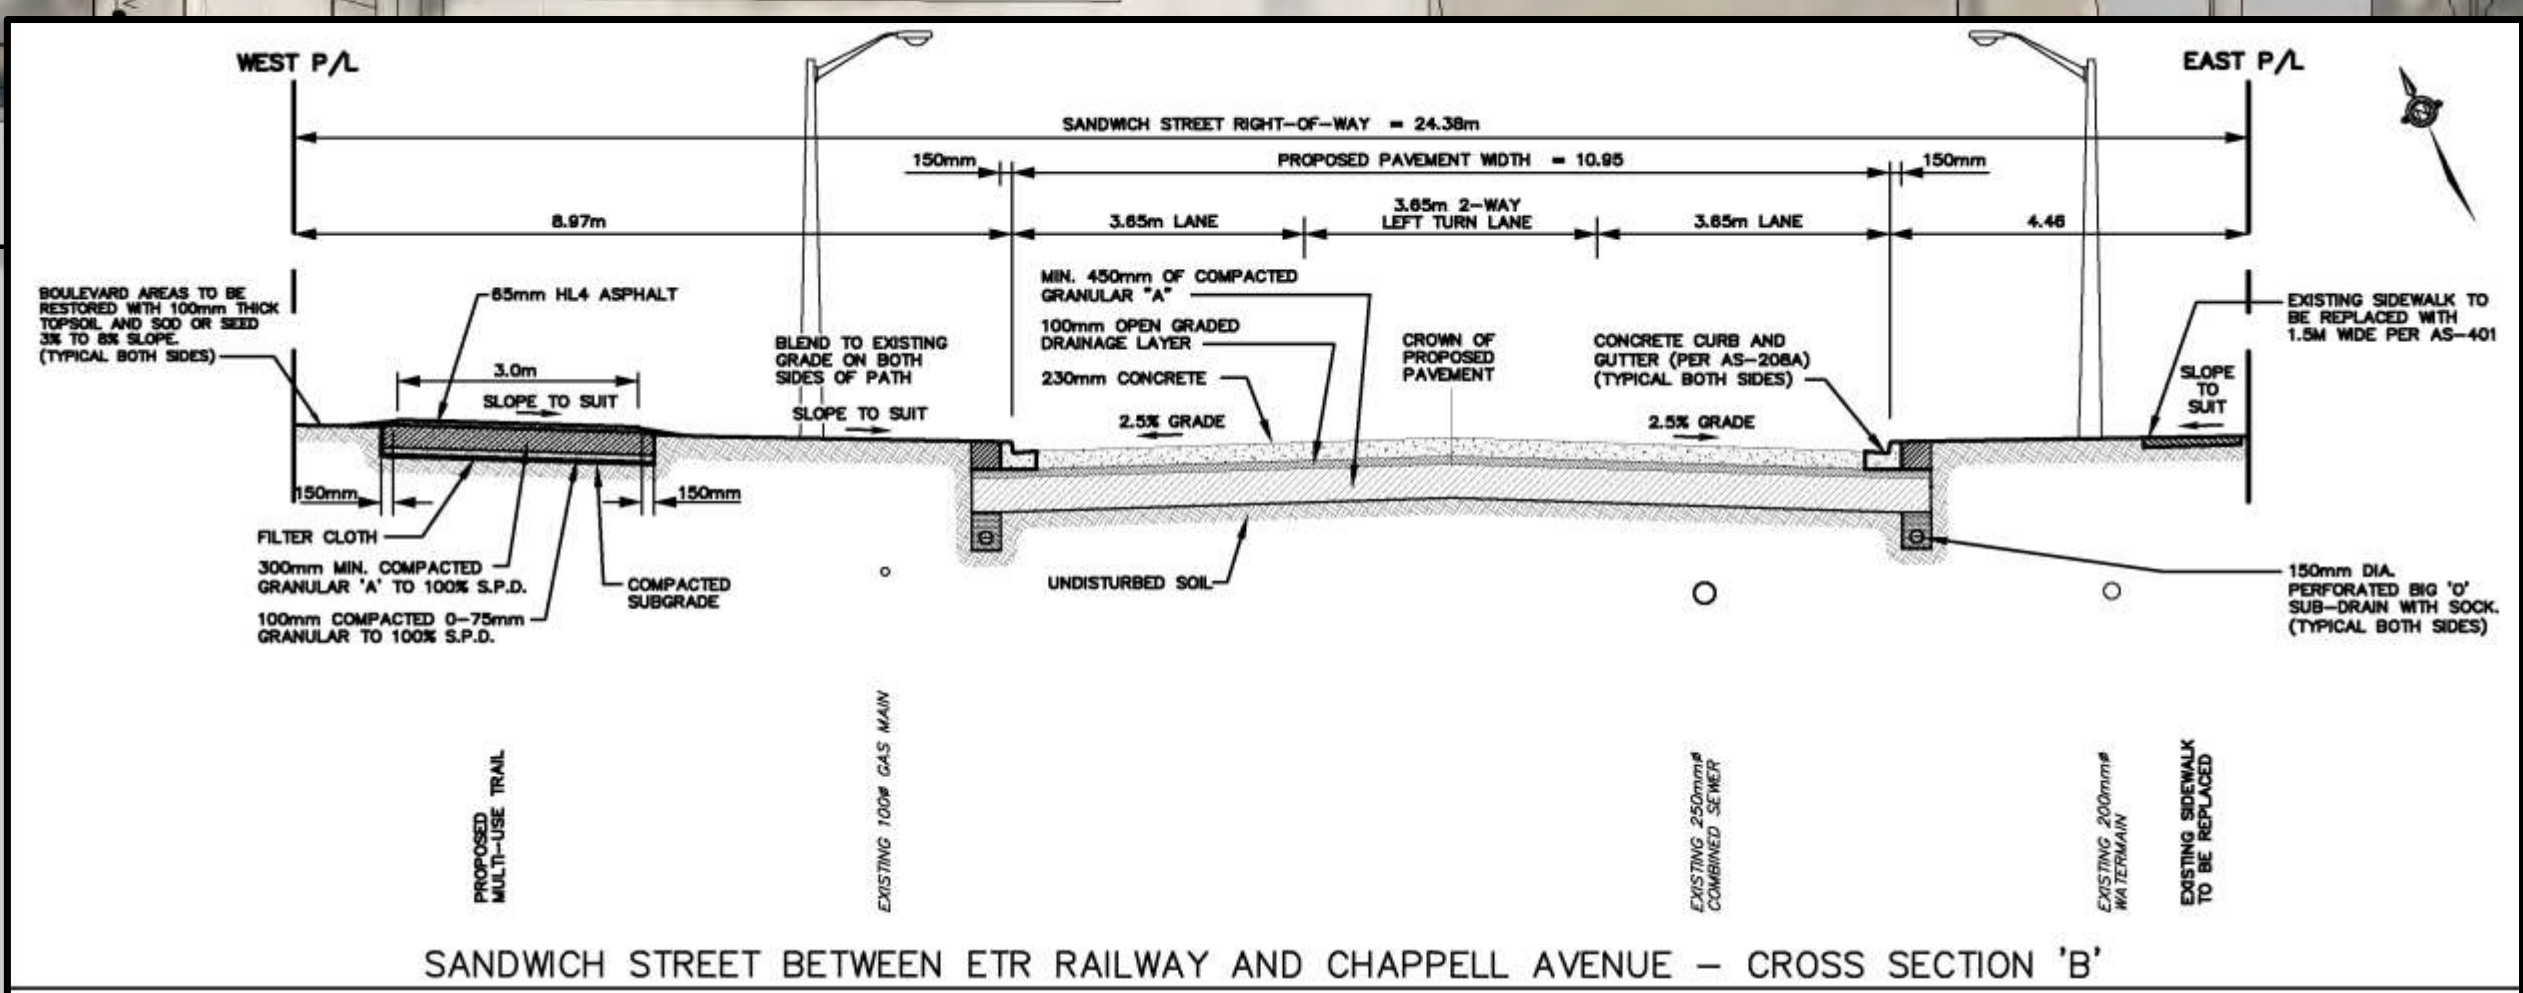 WEST P/L
EAST P/L
SANDWICH STREET RIGHT-OF-WAY = 24.38m
150mm
PROPOSED PAVEMENT WIDTH = 10.95
150mm
8.97m
3.65m LANE
3.65m 2-WAY
LEFT TURN LANE
3.65m LANE
4.46
BOULEVARD AREAS TO BE
RESTORED WITH 100mm THICK
TOPSOIL AND SOD OR SEED
3% TO 8% SLOPE.
(TYPICAL BOTH SIDES)
65mm HL4 ASPHALT
3.0m
SLOPE TO SUIT
BLEND TO EXISTING
GRADE ON BOTH
SIDES OF PATH
SLOPE TO SUIT
MIN. 450mm OF COMPACTED
GRANULAR "A"
100mm OPEN GRADED
DRAINAGE LAYER
230mm CONCRETE
2.5% GRADE
CROWN OF
PROPOSED
PAVEMENT
CONCRETE CURB AND
GUTTER (PER AS-208A)
(TYPICAL BOTH SIDES)
2.5% GRADE
EXISTING SIDEWALK TO
BE REPLACED WITH
1.5M WIDE PER AS-401
SLOPE
TO
SUIT
150mm
150mm
FILTER CLOTH
300mm MIN. COMPACTED
GRANULAR 'A' TO 100% S.P.D.
100mm COMPACTED 0-75mm
GRANULAR TO 100% S.P.D.
COMPACTED
SUBGRADE
UNDISTURBED SOIL
150mm DIA.
PERFORATED BIG 'O'
SUB-DRAIN WITH SOCK.
(TYPICAL BOTH SIDES)
PROPOSED
MULTI-USE TRAIL
EXISTING 100ø GAS MAIN
EXISTING 250mmø
COMBINED SEWER
EXISTING 200mmø
WATERMAIN
EXISTING SIDEWALK
TO BE REPLACED
SANDWICH STREET BETWEEN ETR RAILWAY AND CHAPPELL AVENUE - CROSS SECTION 'B'